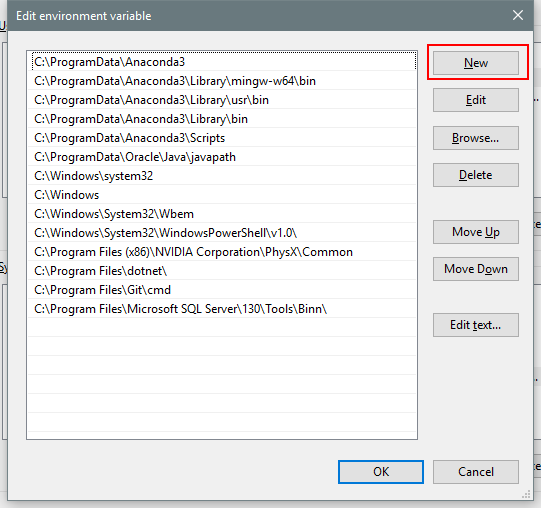 Edit environment variable
C:\ProgramData\Anaconda3
C:\ProgramData\Anaconda3\Library\mingw-w64\bin
C:\ProgramData\Anaconda3\Library\usr\bin
C:\ProgramData\Anaconda3\Library\bin
C:\ProgramData\Anaconda3\Scripts
C:\ProgramData\Oracle\Java\javapath
C:\Windows\system32
C:\Windows
C:\Windows\System32\Wbem
C:\Windows\System32\WindowsPowerShell\v1.0\
C:\Program Files (x86)\NVIDIA Corporation\PhysX\Common
C:\Program Files\dotnet\
C:\Program Files\Git\cmd
C:\Program Files\Microsoft SQL Server\130\Tools\Binn\
New
Edit
Browse...
Delete
Move Up
Move Down
Edit text...
OK
Cancel